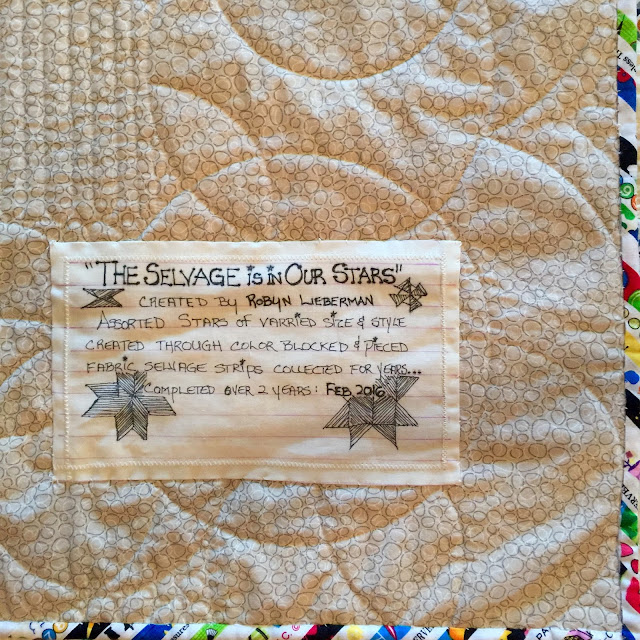 "THE SELVAGE iS iN OUR STARS"
CREATED BY ROBYN LIEBERMAN
ASSORTED STARS OF VARRIED SiZE & STYLE
CREATED THROUGH COLOR BLOCKED & PiECED
FABRiC SELVAGE STRiPS COLLECTED FOR YEARS...
COMPLETED OVER 2 YEARS: FEB 2016